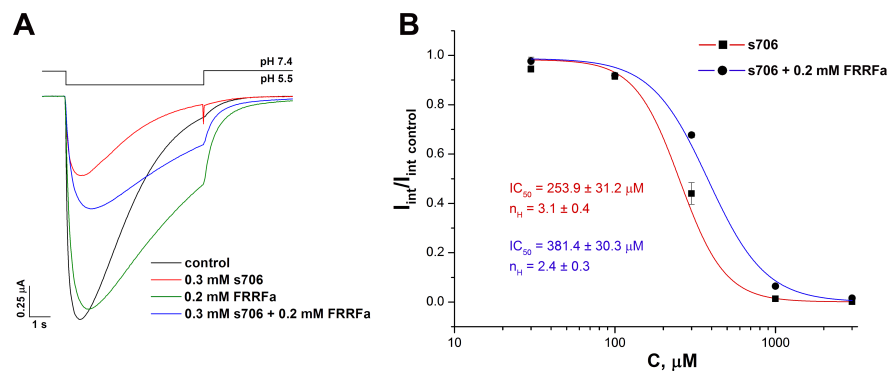 A
pH 7.4
pH 5.5
0.25 µA
1 s
control
0.3 mM s706
0.2 mM FRRFa
0.3 mM s706 + 0.2 mM FRRFa
B
s706
s706 + 0.2 mM FRRFa
I_int/I_int control
1.0
0.8
0.6
0.4
0.2
0.0
IC50 = 253.9 ± 31.2 µM
nH = 3.1 ± 0.4
IC50 = 381.4 ± 30.3 µM
nH = 2.4 ± 0.3
10
100
1000
C, µM